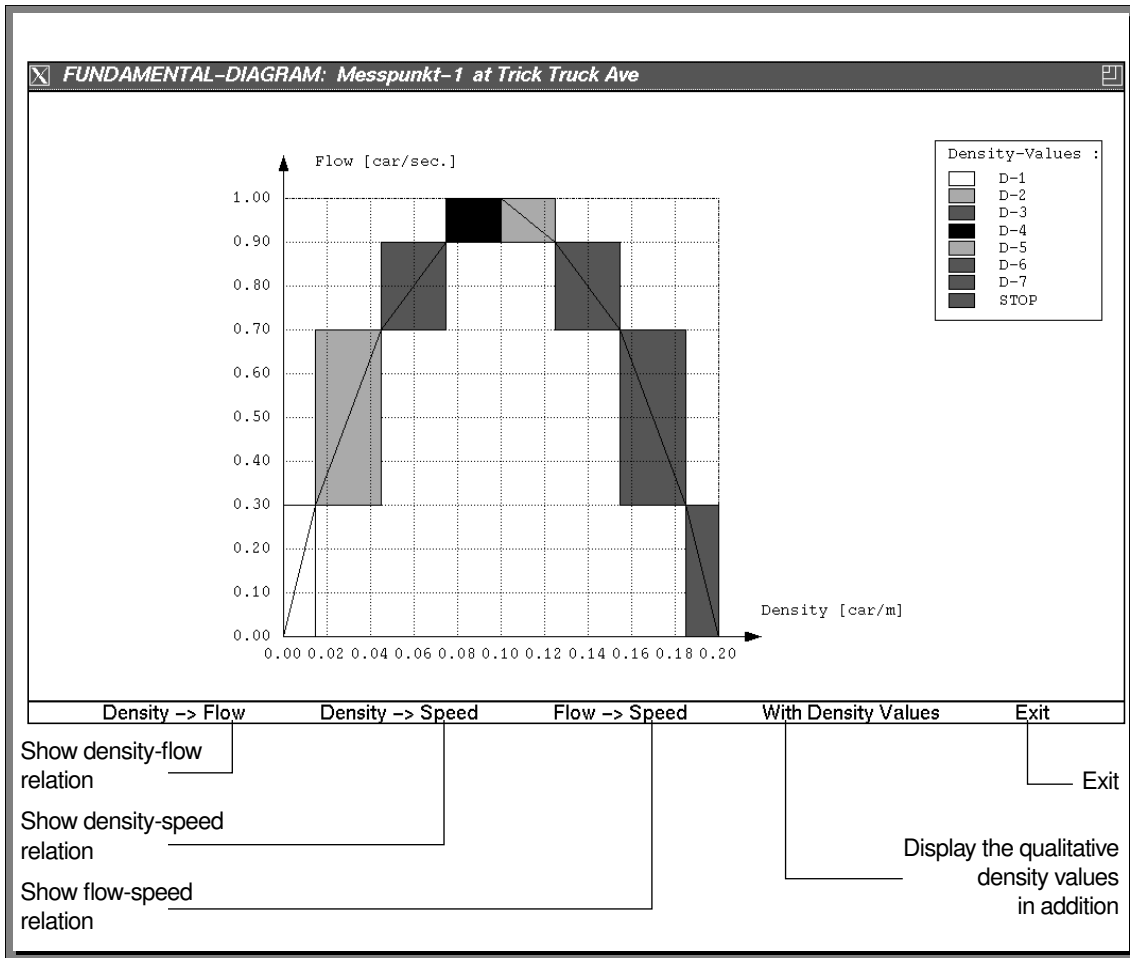 FUNDAMENTAL-DIAGRAM: Messpunkt-1 at Trick Truck Ave
Flow [car/sec.]
1.00
0.90
0.80
0.70
0.60
0.50
0.40
0.30
0.20
0.10
0.00
0.00 0.02 0.04 0.06 0.08 0.10 0.12 0.14 0.16 0.18 0.20
Density [car/m]
Density-Values :
D-1
D-2
D-3
D-4
D-5
D-6
D-7
STOP
Density -> Flow Density -> Speed Flow -> Speed With Density Values Exit
Show density-flow
relation
Show density-speed
relation
Show flow-speed
relation
Exit
Display the qualitative
density values
in addition